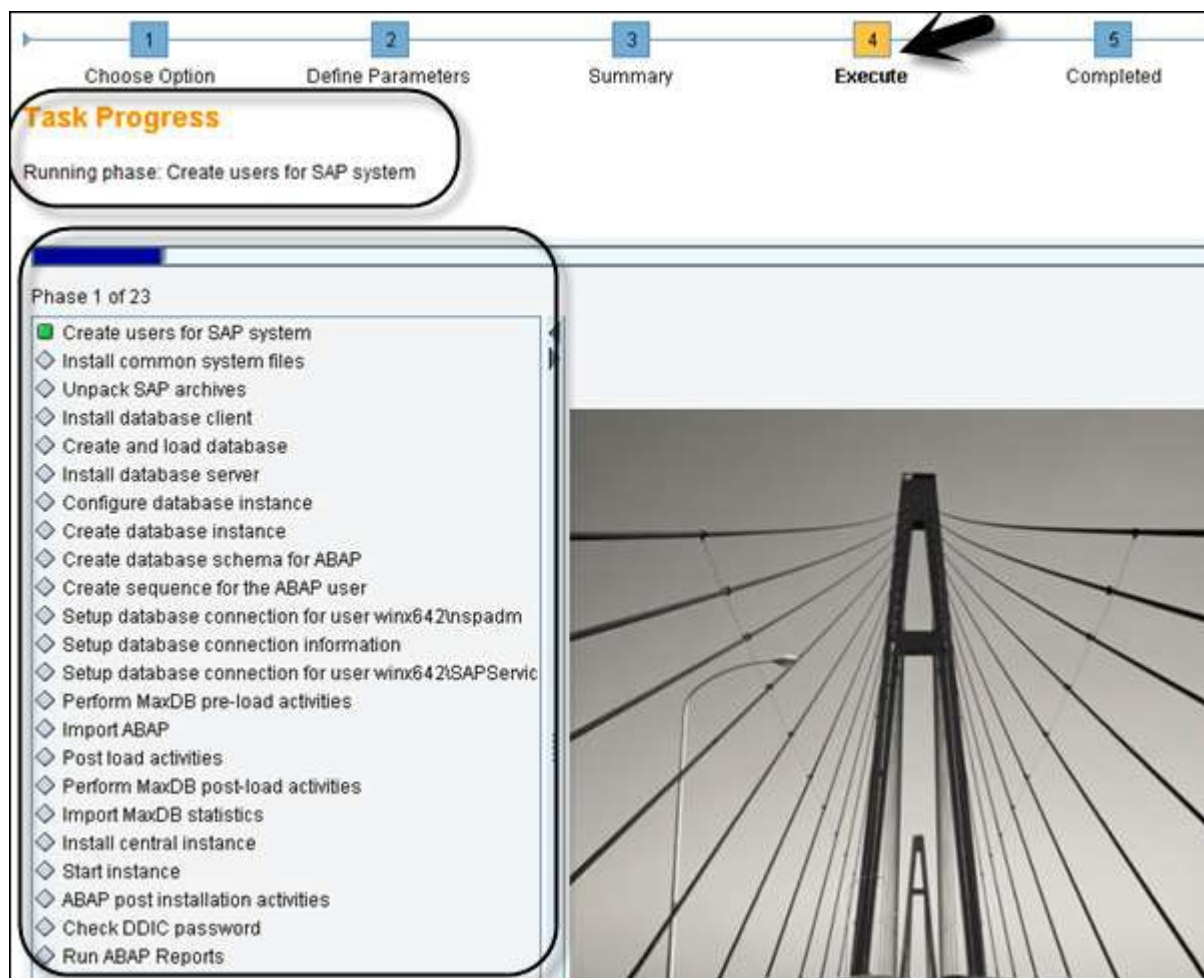 1 2 3 4 5
Choose Option Define Parameters Summary Execute Completed
Task Progress
Running phase: Create users for SAP system
Phase 1 of 23
Create users for SAP system
Install common system files
Unpack SAP archives
Install database client
Create and load database
Install database server
Configure database instance
Create database instance
Create database schema for ABAP
Create sequence for the ABAP user
Setup database connection for user winx642\nspadm
Setup database connection information
Setup database connection for user winx642\SAPServic
Perform MaxDB pre-load activities
Import ABAP
Post load activities
Perform MaxDB post-load activities
Import MaxDB statistics
Install central instance
Start instance
ABAP post installation activities
Check DDIC password
Run ABAP Reports